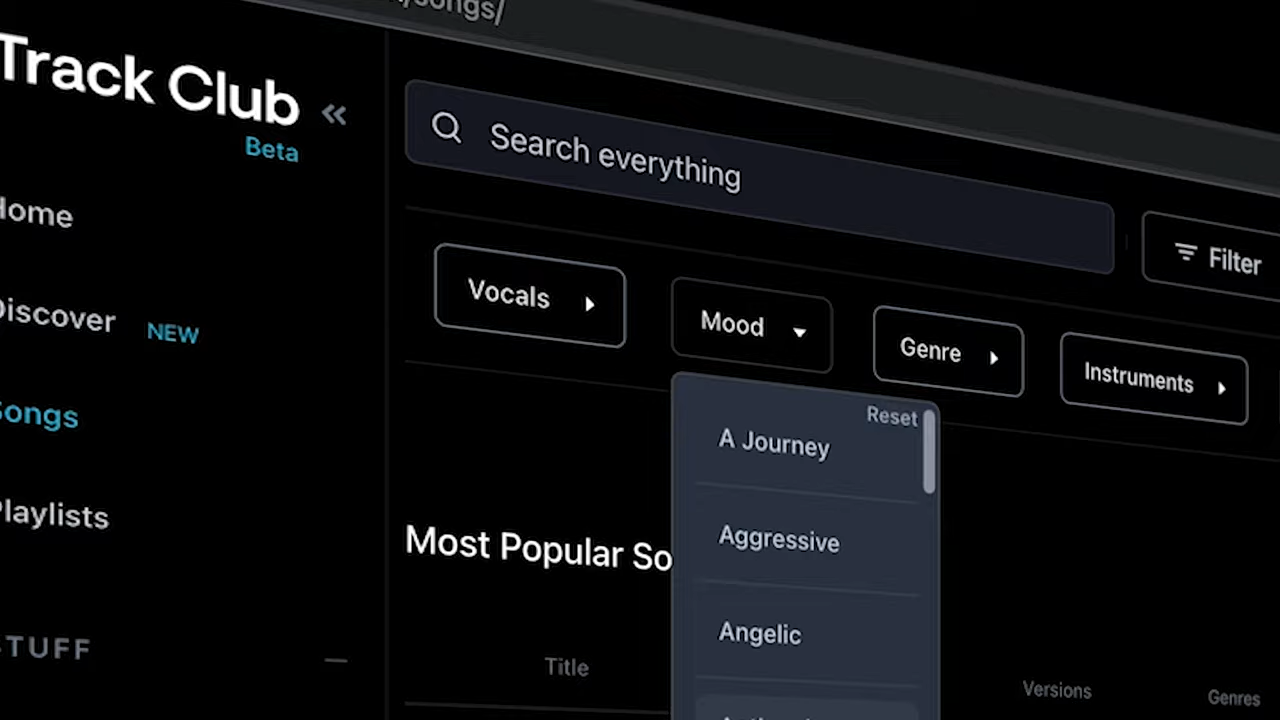 /songs/
Track Club
Beta
Home
Discover NEW
Songs
Playlists
STUFF
Search everything
Filter
Vocals
Mood
Genre
Instruments
Reset
A Journey
Aggressive
Angelic
Most Popular So
Title
Versions
Genres